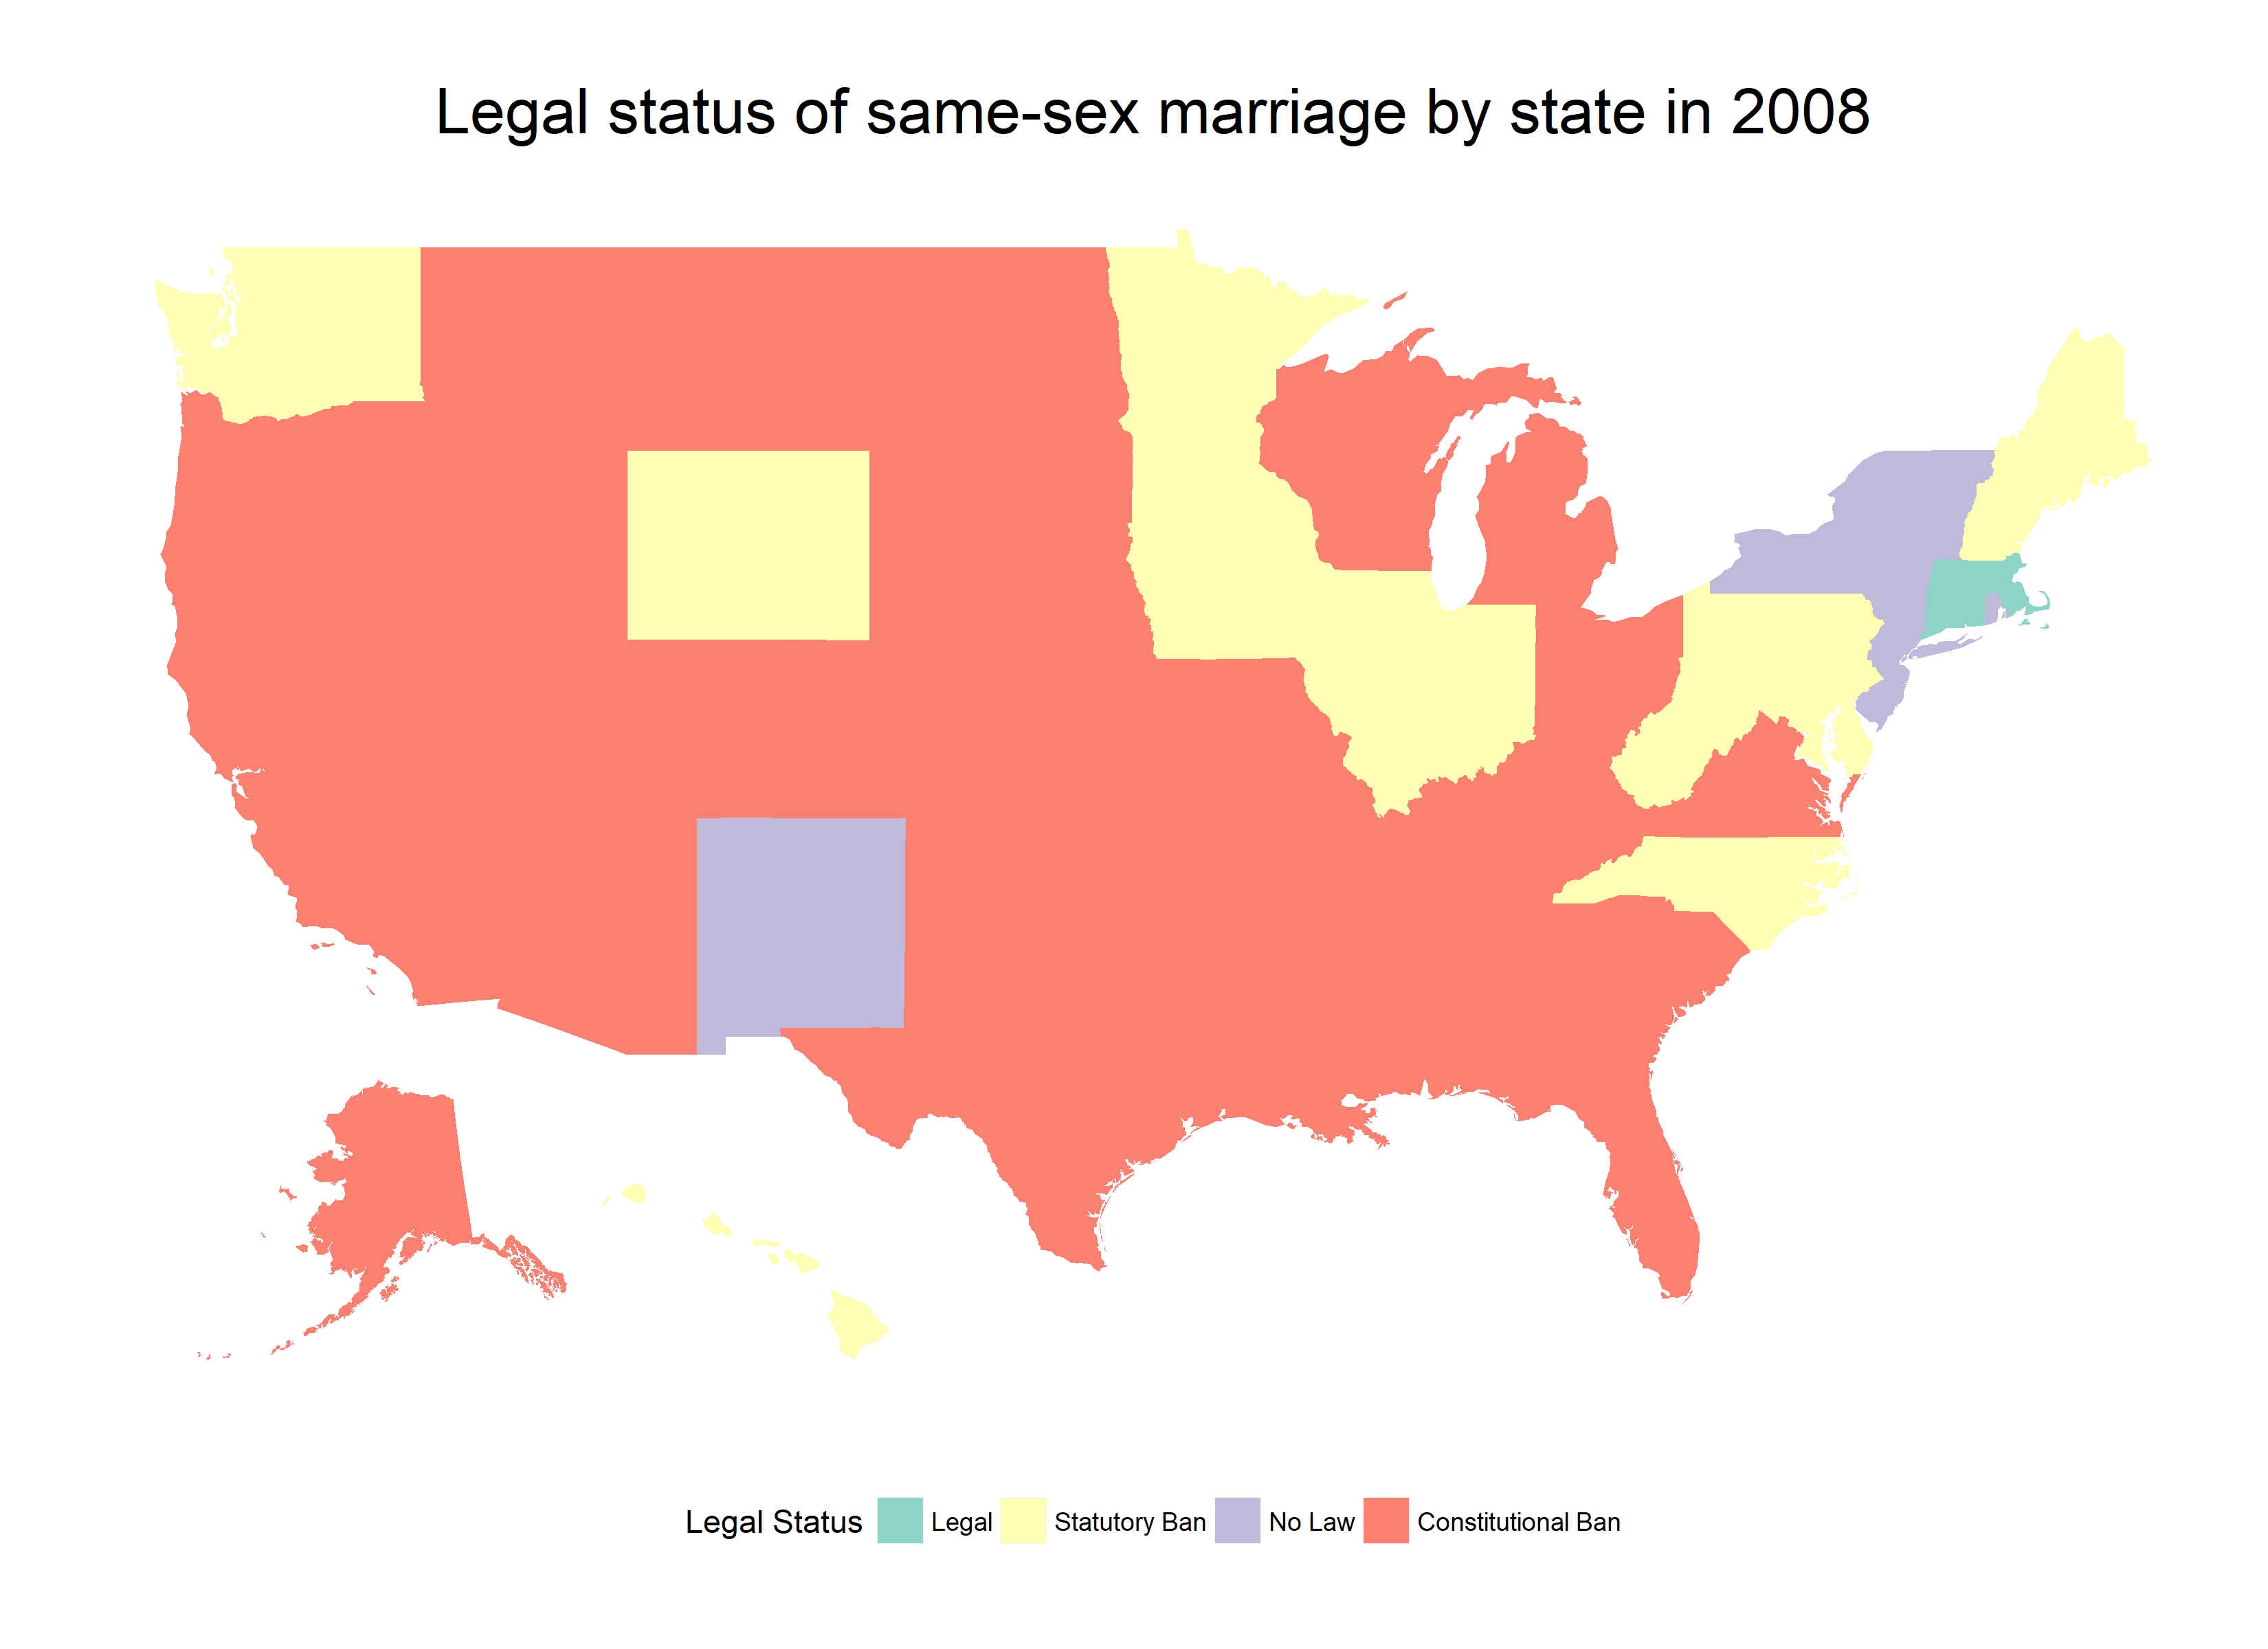 Legal status of same-sex marriage by state in 2008
Legal Status Legal Statutory Ban No Law Constitutional Ban